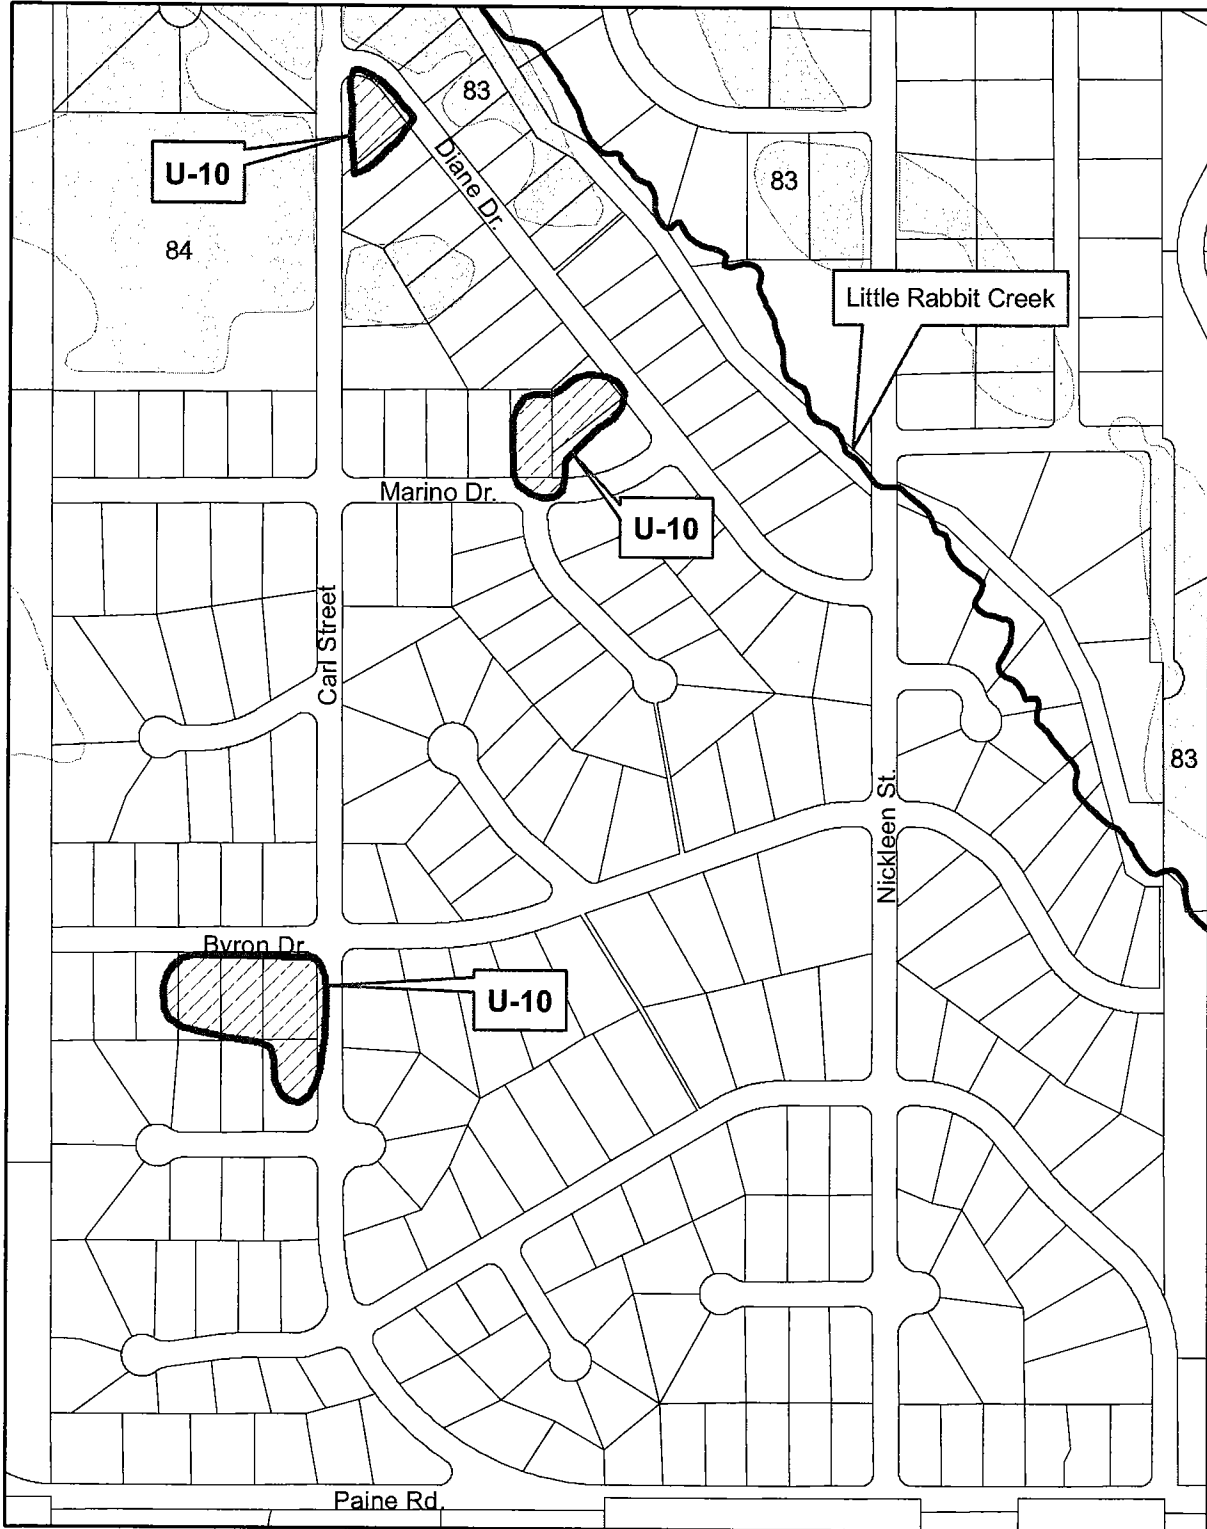 83
U-10
Diane Dr.
83
84
Little Rabbit Creek
Marino Dr.
U-10
Carl Street
83
Nickleen St.
Byron Dr.
U-10
Paine Rd.